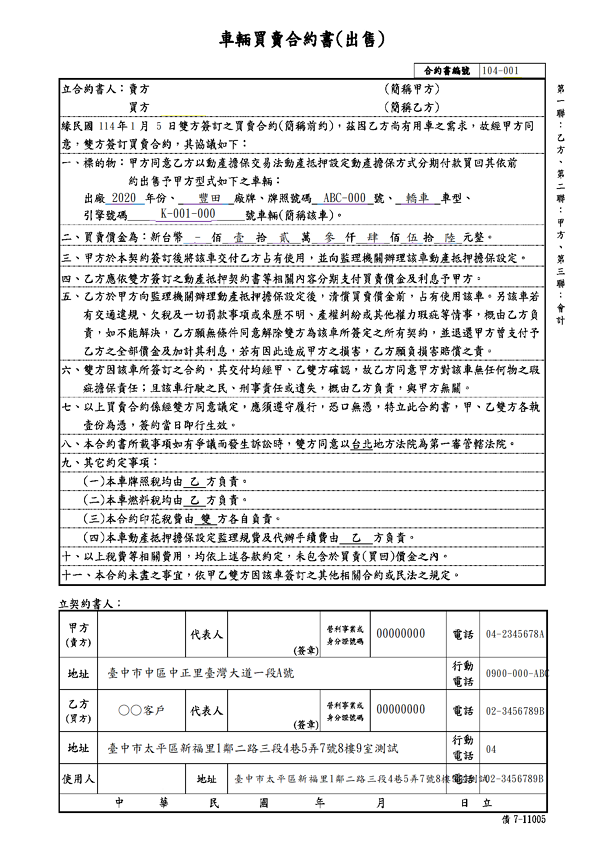 車輛買賣合約書(出售)
合約書編號 104-001
立合約書人：賣方 （簡稱甲方）
買方 （簡稱乙方）
緣民國 114年1月 5日雙方簽訂之買賣合約(簡稱前約)，茲因乙方尚有用車之需求，故經甲方同
意，雙方簽訂買賣合約，其協議如下：
一、標的物：甲方同意乙方以動產擔保交易法動產抵押設定動產擔保方式分期付款買回其依前
約出售予甲方型式如下之車輛：
出廠 2020 年份、 豐田 廠牌、牌照號碼 ABC-000 號、 轎車 車型、
引擎號碼 K-001-000 號車輛(簡稱該車)。
二、買賣價金為：新台幣 - 佰 壹 拾 貳 萬 參 仟 肆 佰 伍 拾 陸 元整。
三、甲方於本契約簽訂後將該車交付乙方占有使用，並向監理機關辦理該車動產抵押擔保設定。
四、乙方應依雙方簽訂之動產抵押契約書等相關內容分期支付買賣價金及利息予甲方。
五、乙方於甲方向監理機關辦理動產抵押擔保設定後，清償買賣價金前，占有使用該車。另該車若
有交通違規、欠稅及一切罰款事項或來歷不明、產權糾紛或其他權力瑕疵等情事，概由乙方負
責，如不能解決，乙方願無條件同意解除雙方為該車所簽定之所有契約，並退還甲方曾支付予
乙方之全部價金及加計其利息，若有因此造成甲方之損害，乙方願負損害賠償之責。
六、雙方因該車所簽訂之合約，其交付均經甲、乙雙方確認，故乙方同意甲方對該車無任何物之瑕
疵擔保責任；且該車行駛之民、刑事責任或遺失，概由乙方負責，與甲方無關。
七、以上買賣合約係經雙方同意議定，應須遵守履行，恐口無憑，特立此合約書，甲、乙雙方各執
壹份為憑，簽約當日即行生效。
八、本合約書所載事項如有爭議而發生訴訟時，雙方同意以台北地方法院為第一審管轄法院。
九、其它約定事項：
(一)本車牌照稅均由 乙 方負責。
(二)本車燃料稅均由 乙 方負責。
(三)本合約印花稅費由 雙 方各自負責。
(四)本車動產抵押擔保設定監理規費及代辦手續費由 乙 方負責。
十、以上稅費等相關費用，均依上述各款約定，未包含於買賣(買回)價金之內。
十一、本合約未盡之事宜，依甲乙雙方因該車簽訂之其他相關合約或民法之規定。
第一聯：乙方、第二聯：甲方、第三聯：會計
立契約書人：
甲方 (賣方) 代表人 (簽章) 營利事業或身分證號碼 00000000 電話 04-2345678A
地址 臺中市中區中正里臺灣大道一段A號 行動電話 0900-000-ABC
乙方 (買方) 〇〇客戶 代表人 (簽章) 營利事業或身分證號碼 00000000 電話 02-3456789B
地址 臺中市太平區新福里1鄰二路三段4巷5弄7號8樓9室測試 行動電話 04
使用人 地址 臺中市太平區新福里1鄰二路三段4巷5弄7號8樓9室測試 電話 02-3456789B
中 華 民 國 年 月 日 立
債 7-11005